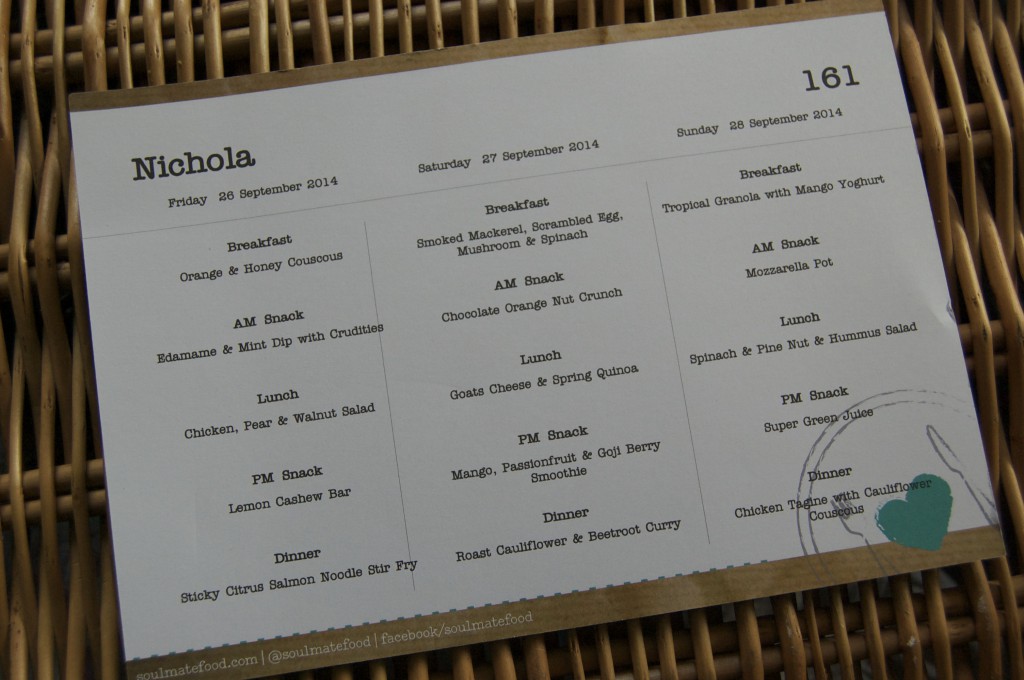 161
Nichola
Friday 26 September 2014
Breakfast
Orange & Honey Couscous
AM Snack
Edamame & Mint Dip with Crudities
Lunch
Chicken, Pear & Walnut Salad
PM Snack
Lemon Cashew Bar
Dinner
Sticky Citrus Salmon Noodle Stir Fry
Saturday 27 September 2014
Breakfast
Smoked Mackerel, Scrambled Egg,
Mushroom & Spinach
AM Snack
Chocolate Orange Nut Crunch
Lunch
Goats Cheese & Spring Quinoa
PM Snack
Mango, Passionfruit & Goji Berry
Smoothie
Dinner
Roast Cauliflower & Beetroot Curry
Sunday 28 September 2014
Breakfast
Tropical Granola with Mango Yoghurt
AM Snack
Mozzarella Pot
Lunch
Spinach & Pine Nut & Hummus Salad
PM Snack
Super Green Juice
Dinner
Chicken Tagine with Cauliflower
Couscous
soulmatefood.com | @soulmatefood | facebook/soulmatefood